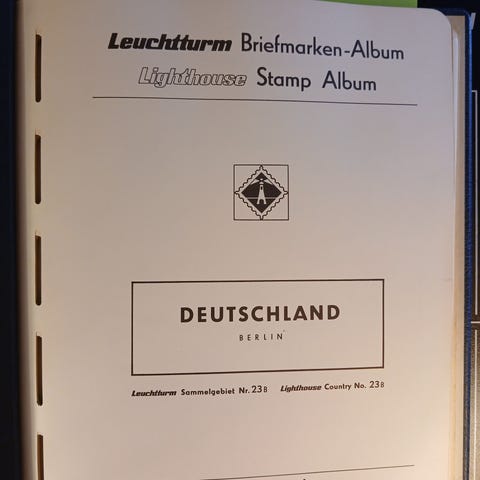 Leuchtturm Briefmarken-Album
Lighthouse Stamp Album
DEUTSCHLAND
BERLIN
Leuchtturm Sammelgebiet Nr. 23B Lighthouse Country No. 23B